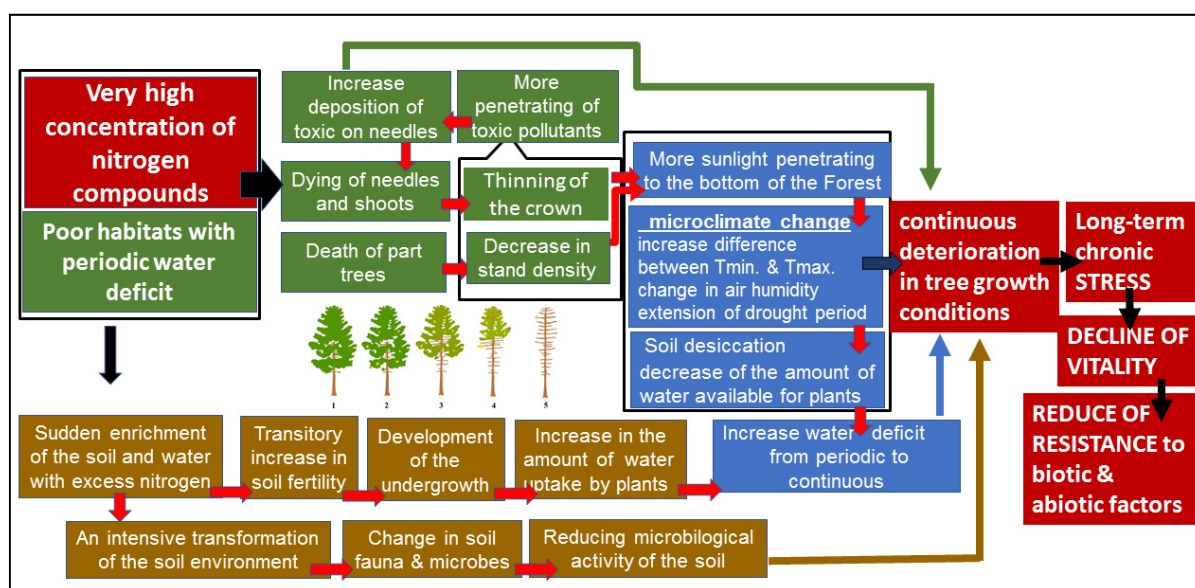 Very high
concentration of
nitrogen
compounds
Poor habitats with
periodic water
deficit
Increase
deposition of
toxic on needles
More
penetrating of
toxic pollutants
Dying of needles
and shoots
Thinning of
the crown
Death of part
trees
Decrease in
stand density
1
2
3
4
5
More sunlight penetrating
to the bottom of the Forest
microclimate change
increase difference
between Tmin. & Tmax.
change in air humidity
extension of drought period
Soil desiccation
decrease of the amount of
water available for plants
continuous
deterioration
in tree growth
conditions
Long-term
chronic
STRESS
DECLINE OF
VITALITY
REDUCE OF
RESISTANCE to
biotic &
abiotic factors
Sudden enrichment
of the soil and water
with excess nitrogen
Transitory
increase in
soil fertility
Development
of the
undergrowth
Increase in the
amount of water
uptake by plants
Increase water deficit
from periodic to
continuous
An intensive transformation
of the soil environment
Change in soil
fauna & microbes
Reducing microbilogical
activity of the soil